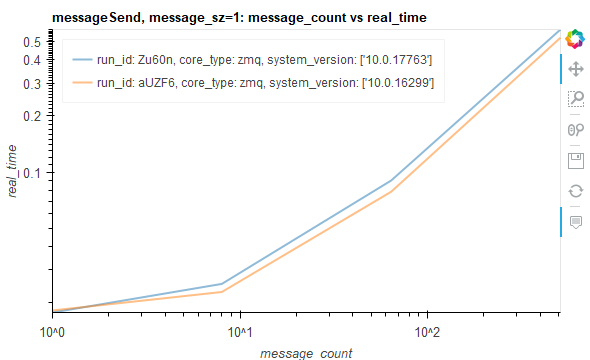 messageSend, message_sz=1: message_count vs real_time
run_id: Zu60n, core_type: zmq, system_version: ['10.0.17763']
run_id: aUZF6, core_type: zmq, system_version: ['10.0.16299']
real_time
0.5
0.4
0.3
0.2
0.1
10^0
10^1
10^2
message_count